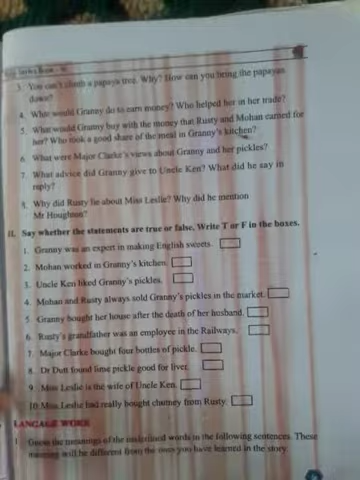 3. You can't climb a papaya tree. Why? How can you bring the papayas
down?
4. What would Granny do to earn money? Who helped her in her trade?
5. What would Granny buy with the money that Rusty and Mohan earned for
her? Who took a good share of the meal in Granny's kitchen?
6. What were Major Clarke's views about Granny and her pickles?
7. What advice did Granny give to Uncle Ken? What did he say in
reply?
8. Why did Rusty lie about Miss Leslie? Why did he mention
Mr Houghton?
II. Say whether the statements are true or false. Write T or F in the boxes.
1. Granny was an expert in making English sweets.
2. Mohan worked in Granny's kitchen.
3. Uncle Ken liked Granny's pickles.
4. Mohan and Rusty always sold Granny's pickles in the market.
5. Granny bought her house after the death of her husband.
6. Rusty's grandfather was an employee in the Railways.
7. Major Clarke bought four bottles of pickle.
8. Dr Dutt found lime pickle good for liver.
9. Miss Leslie is the wife of Uncle Ken.
10. Miss Leslie had really bought chutney from Rusty.
LANGAGE WORK
1 Guess the meanings of the underlined words in the following sentences. These
meaning will be different from the ones you have learned in the story.